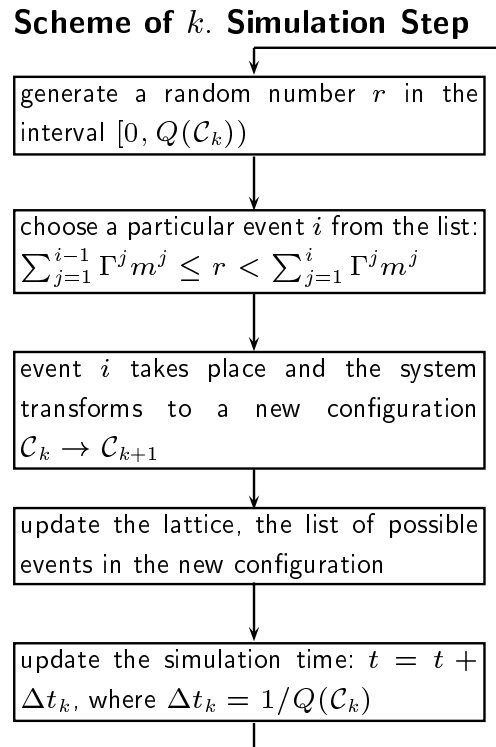 Scheme of k. Simulation Step
generate a random number r in the
interval [0, Q(𝒞_k))
choose a particular event i from the list:
∑_{j=1}^{i−1} Γ^j m^j ≤ r < ∑_{j=1}^{i} Γ^j m^j
event i takes place and the system
transforms to a new configuration
𝒞_k → 𝒞_{k+1}
update the lattice, the list of possible
events in the new configuration
update the simulation time: t = t +
Δt_k, where Δt_k = 1/Q(𝒞_k)